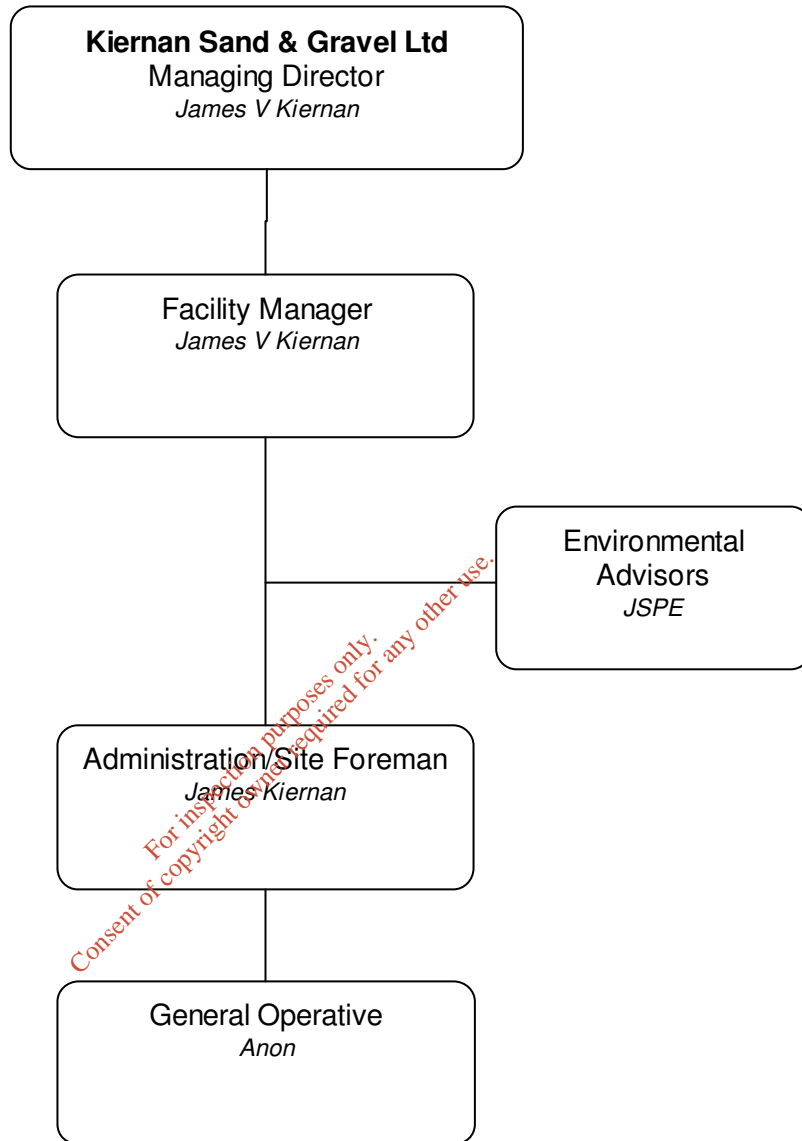 Kiernan Sand & Gravel Ltd
Managing Director
James V Kiernan
Facility Manager
James V Kiernan
Environmental
Advisors
JSPE
Administration/Site Foreman
James Kiernan
General Operative
Anon
For inspection purposes only.
Consent of copyright owner required for any other use.